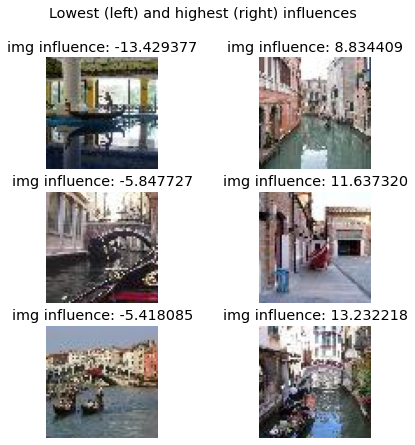 Lowest (left) and highest (right) influences
img influence: -13.429377
img influence: 8.834409
img influence: -5.847727
img influence: 11.637320
img influence: -5.418085
img influence: 13.232218